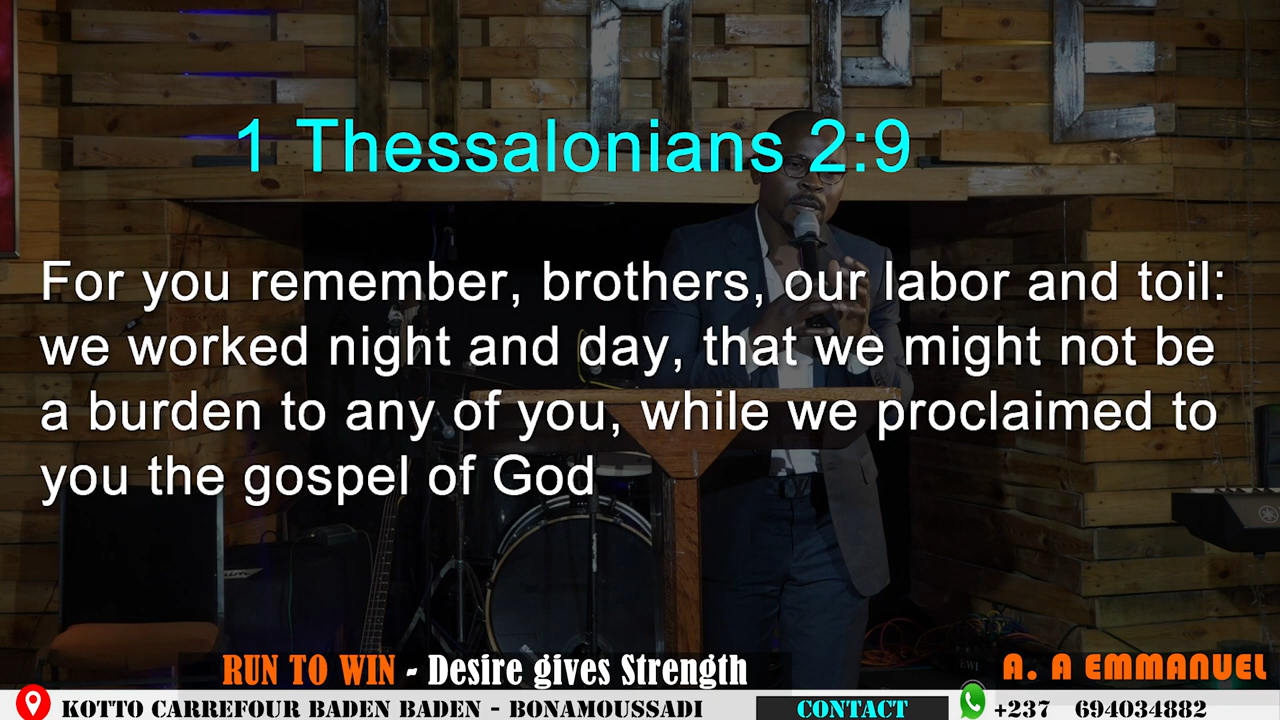 1 Thessalonians 2:9
For you remember, brothers, our labor and toil:
we worked night and day, that we might not be
a burden to any of you, while we proclaimed to
you the gospel of God
RUN TO WIN - Desire gives Strength
A. A EMMANUEL
KOTTO CARREFOUR BADEN BADEN - BONAMOUSSADI
CONTACT
+237 694034882